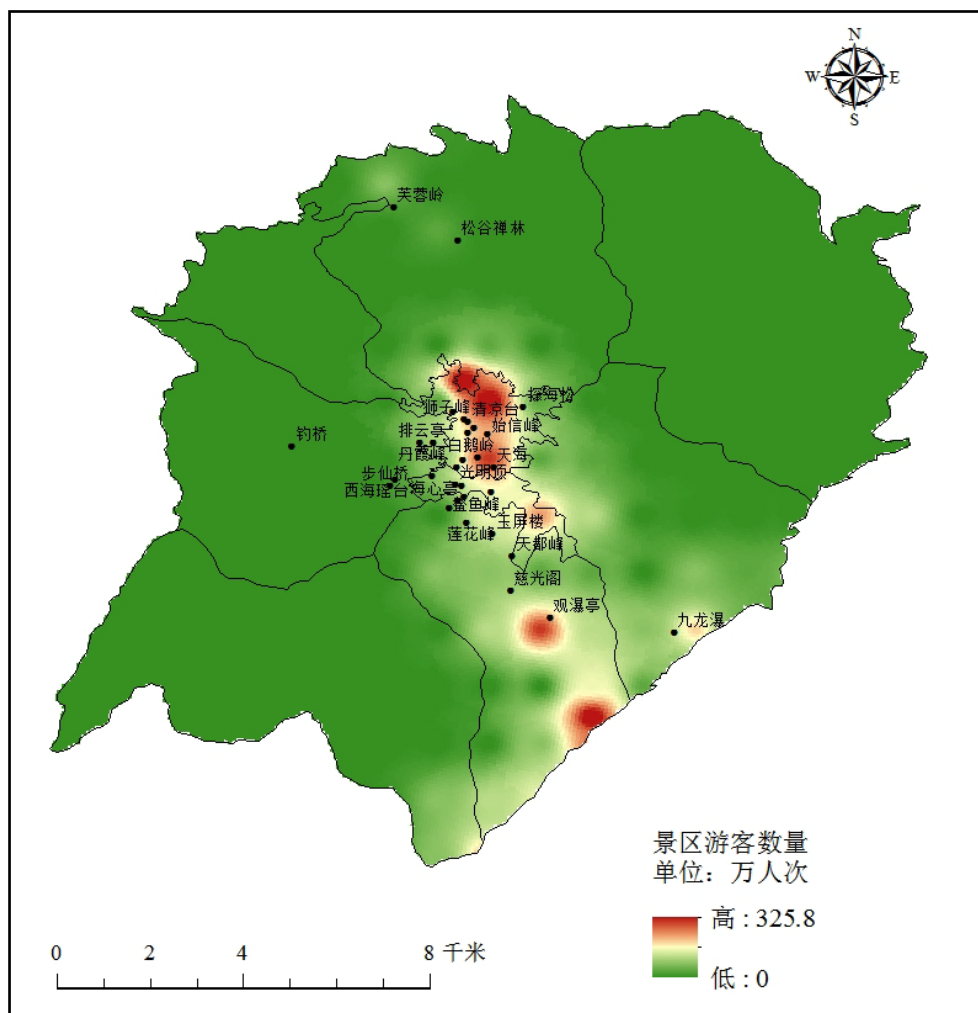 N
W
E
S
芙蓉岭
松谷禅林
探海松
狮子峰
清凉台
排云亭
始信峰
钓桥
白鹅岭
丹霞峰
天海
步仙桥
光明顶
西海瑶台
海心亭
鳌鱼峰
玉屏楼
莲花峰
天都峰
慈光阁
观瀑亭
九龙瀑
景区游客数量
单位：万人次
高 : 325.8
低 : 0
0 2 4 8 千米